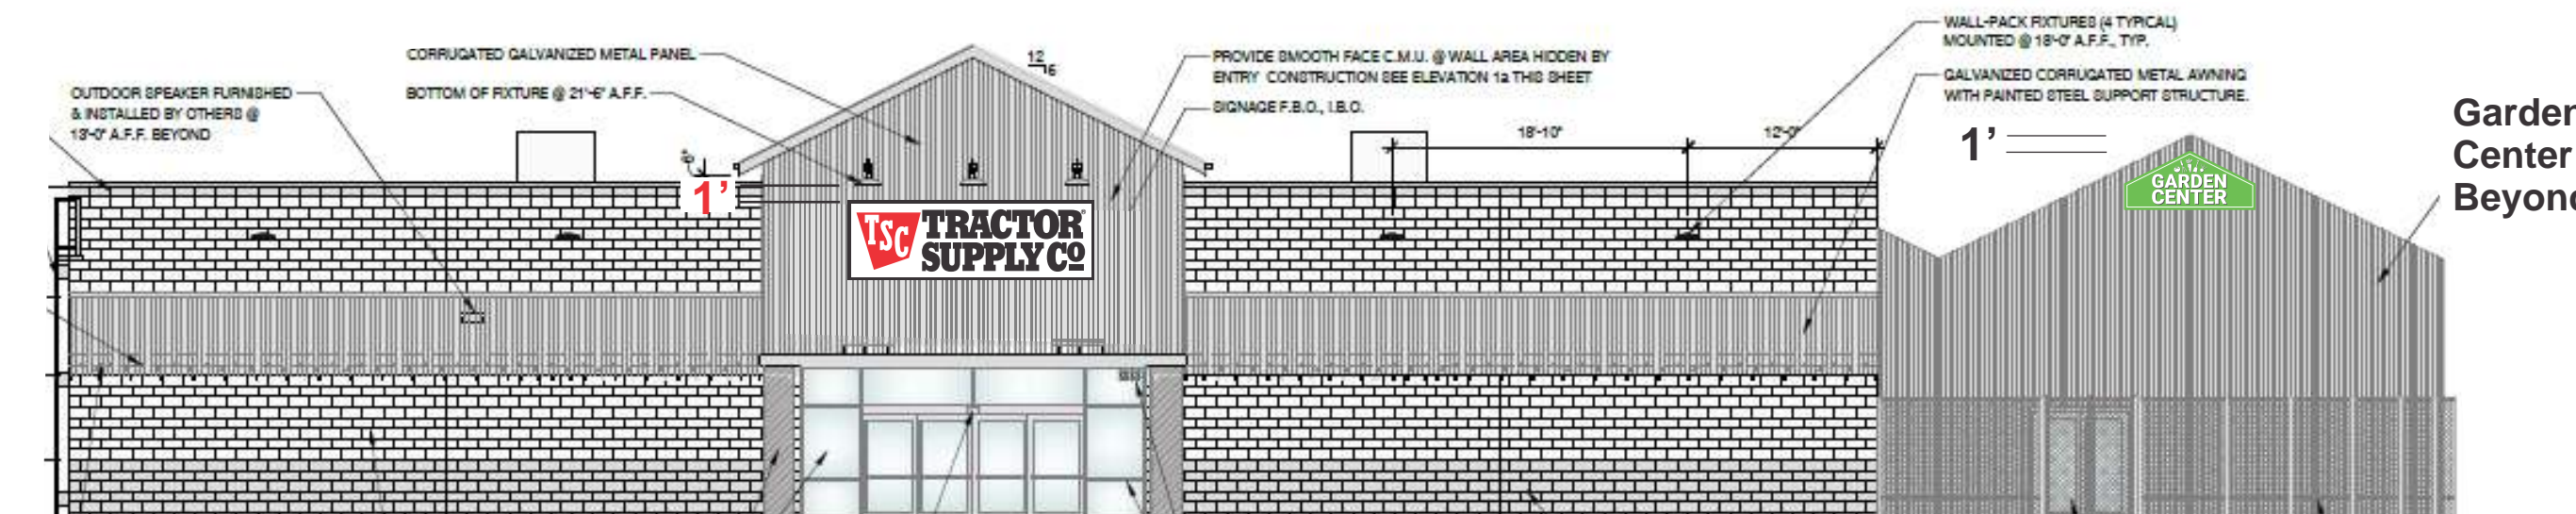 OUTDOOR SPEAKER FURNISHED
& INSTALLED BY OTHERS @
13'-0" A.F.F. BEYOND
CORRUGATED GALVANIZED METAL PANEL
BOTTOM OF FIXTURE @ 21'-6" A.F.F.
12
6
PROVIDE SMOOTH FACE C.M.U. @ WALL AREA HIDDEN BY
ENTRY CONSTRUCTION SEE ELEVATION 1a THIS SHEET
SIGNAGE F.B.O., I.B.O.
WALL-PACK FIXTURES (4 TYPICAL)
MOUNTED @ 18'-0" A.F.F., TYP.
GALVANIZED CORRUGATED METAL AWNING
WITH PAINTED STEEL SUPPORT STRUCTURE.
18'-10"
12'-0"
6"
1'
1'
Garden
Center
Beyond
GARDEN
CENTER
TSC TRACTOR
SUPPLY CO